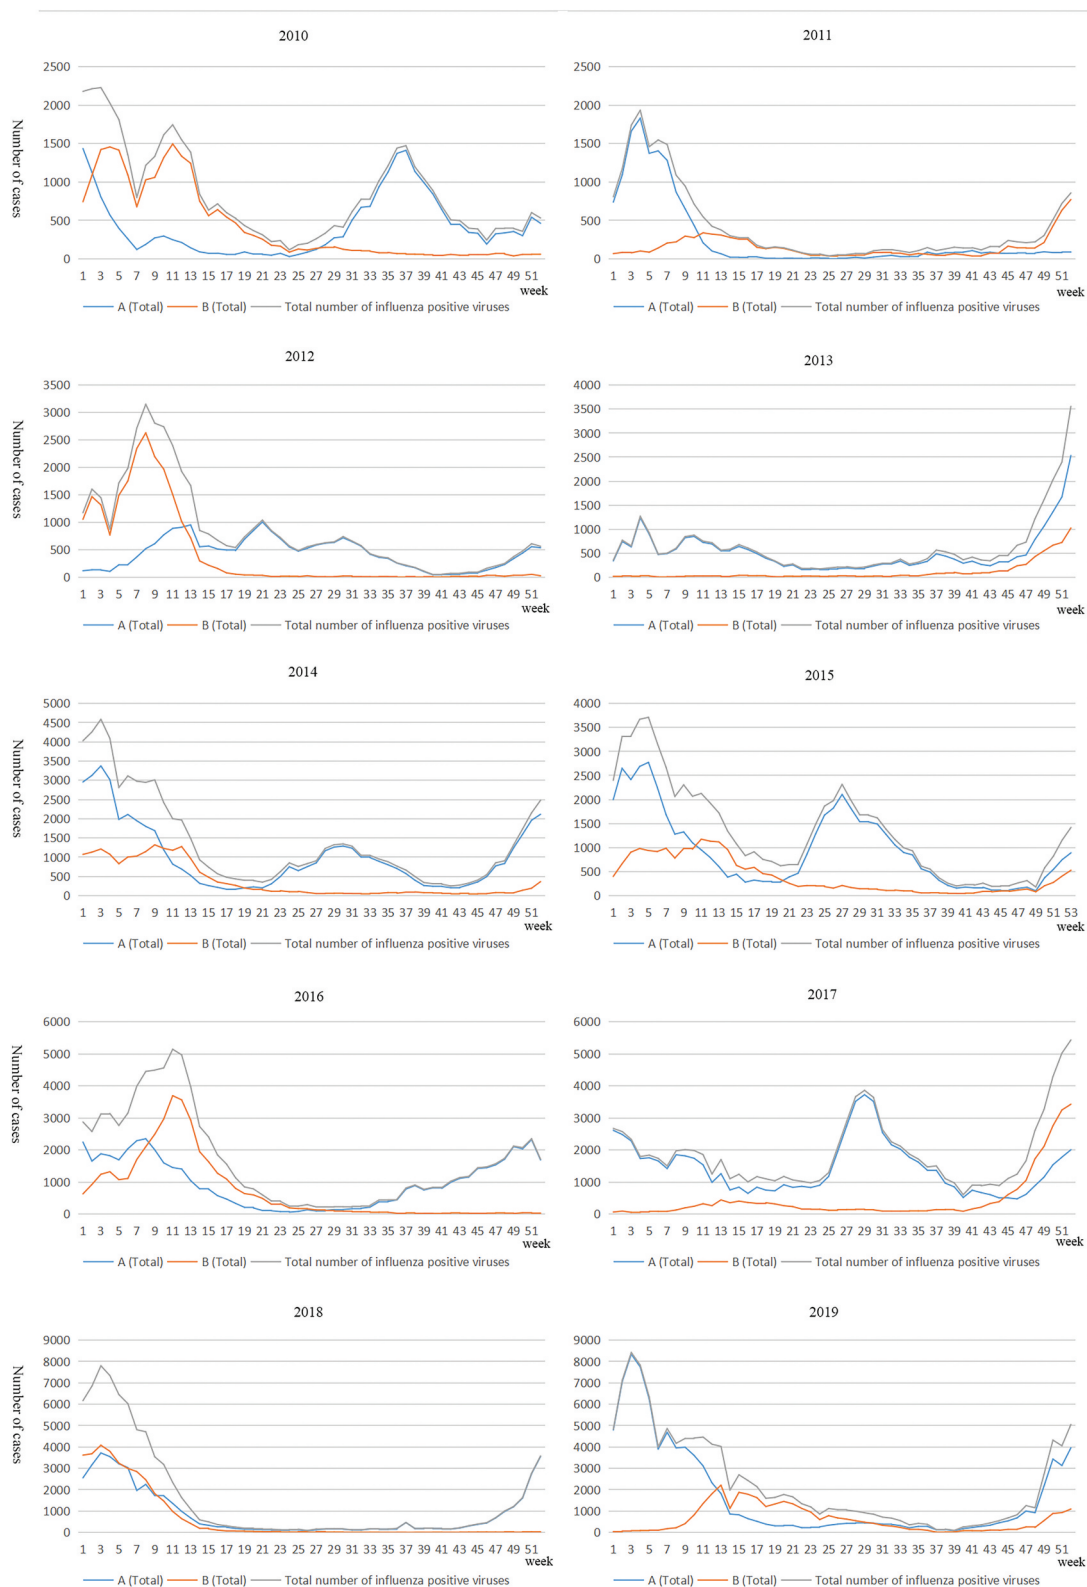 2010
Number of cases
2500
2000
1500
1000
500
0
1 3 5 7 9 11 13 15 17 19 21 23 25 27 29 31 33 35 37 39 41 43 45 47 49 51
week
A (Total) B (Total) Total number of influenza positive viruses
2011
2500
2000
1500
1000
500
0
1 3 5 7 9 11 13 15 17 19 21 23 25 27 29 31 33 35 37 39 41 43 45 47 49 51
week
A (Total) B (Total) Total number of influenza positive viruses
2012
Number of cases
3500
3000
2500
2000
1500
1000
500
0
1 3 5 7 9 11 13 15 17 19 21 23 25 27 29 31 33 35 37 39 41 43 45 47 49 51
week
A (Total) B (Total) Total number of influenza positive viruses
2013
4000
3500
3000
2500
2000
1500
1000
500
0
1 3 5 7 9 11 13 15 17 19 21 23 25 27 29 31 33 35 37 39 41 43 45 47 49 51
week
A (Total) B (Total) Total number of influenza positive viruses
2014
Number of cases
5000
4500
4000
3500
3000
2500
2000
1500
1000
500
0
1 3 5 7 9 11 13 15 17 19 21 23 25 27 29 31 33 35 37 39 41 43 45 47 49 51
week
A (Total) B (Total) Total number of influenza positive viruses
2015
4000
3500
3000
2500
2000
1500
1000
500
0
1 3 5 7 9 11 13 15 17 19 21 23 25 27 29 31 33 35 37 39 41 43 45 47 49 51 53
week
A (Total) B (Total) Total number of influenza positive viruses
2016
Number of cases
6000
5000
4000
3000
2000
1000
0
1 3 5 7 9 11 13 15 17 19 21 23 25 27 29 31 33 35 37 39 41 43 45 47 49 51
week
A (Total) B (Total) Total number of influenza positive viruses
2017
6000
5000
4000
3000
2000
1000
0
1 3 5 7 9 11 13 15 17 19 21 23 25 27 29 31 33 35 37 39 41 43 45 47 49 51
week
A (Total) B (Total) Total number of influenza positive viruses
2018
Number of cases
9000
8000
7000
6000
5000
4000
3000
2000
1000
0
1 3 5 7 9 11 13 15 17 19 21 23 25 27 29 31 33 35 37 39 41 43 45 47 49 51
week
A (Total) B (Total) Total number of influenza positive viruses
2019
9000
8000
7000
6000
5000
4000
3000
2000
1000
0
1 3 5 7 9 11 13 15 17 19 21 23 25 27 29 31 33 35 37 39 41 43 45 47 49 51
week
A (Total) B (Total) Total number of influenza positive viruses